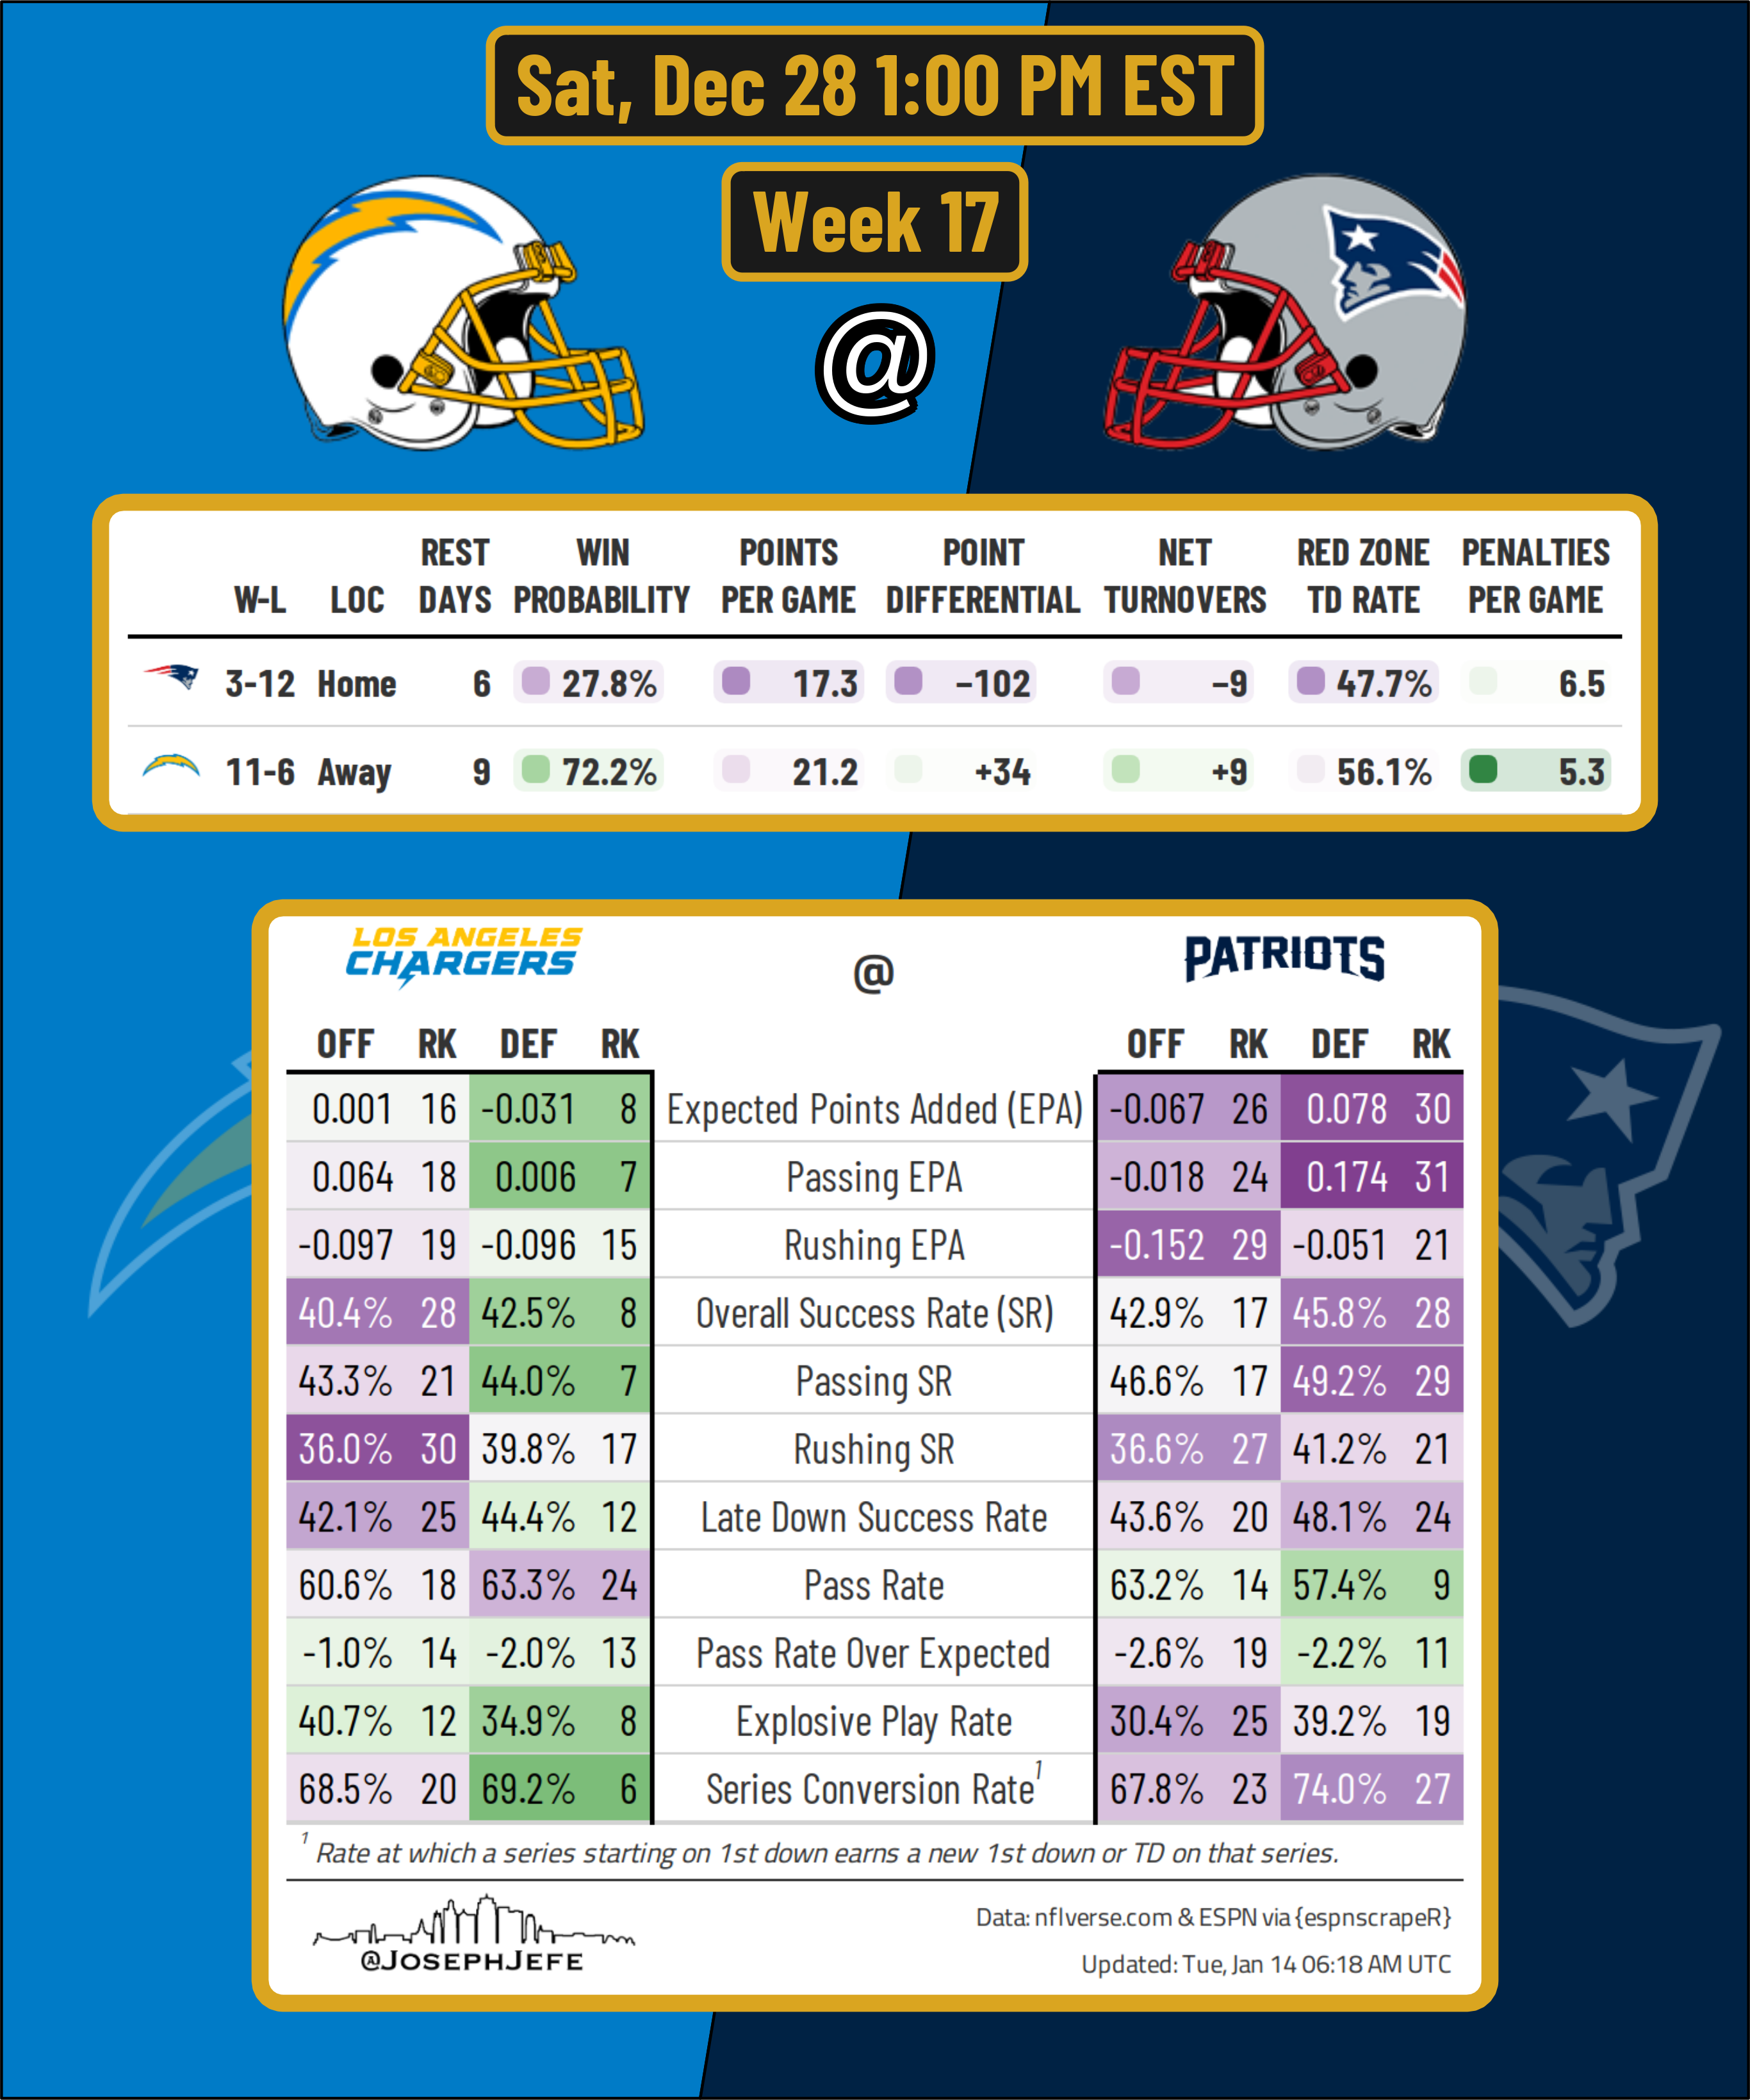 Sat, Dec 28 1:00 PM EST
Week 17
@
W-L LOC REST DAYS WIN PROBABILITY POINTS PER GAME POINT DIFFERENTIAL NET TURNOVERS RED ZONE TD RATE PENALTIES PER GAME
3-12 Home 6 27.8% 17.3 −102 −9 47.7% 6.5
11-6 Away 9 72.2% 21.2 +34 +9 56.1% 5.3
LOS ANGELES CHARGERS @ PATRIOTS
OFF RK DEF RK OFF RK DEF RK
0.001 16 -0.031 8 Expected Points Added (EPA) -0.067 26 0.078 30
0.064 18 0.006 7 Passing EPA -0.018 24 0.174 31
-0.097 19 -0.096 15 Rushing EPA -0.152 29 -0.051 21
40.4% 28 42.5% 8 Overall Success Rate (SR) 42.9% 17 45.8% 28
43.3% 21 44.0% 7 Passing SR 46.6% 17 49.2% 29
36.0% 30 39.8% 17 Rushing SR 36.6% 27 41.2% 21
42.1% 25 44.4% 12 Late Down Success Rate 43.6% 20 48.1% 24
60.6% 18 63.3% 24 Pass Rate 63.2% 14 57.4% 9
-1.0% 14 -2.0% 13 Pass Rate Over Expected -2.6% 19 -2.2% 11
40.7% 12 34.9% 8 Explosive Play Rate 30.4% 25 39.2% 19
68.5% 20 69.2% 6 Series Conversion Rate1 67.8% 23 74.0% 27
1 Rate at which a series starting on 1st down earns a new 1st down or TD on that series.
@JOSEPHJEFE
Data: nflverse.com & ESPN via {espnscrapeR}
Updated: Tue, Jan 14 06:18 AM UTC